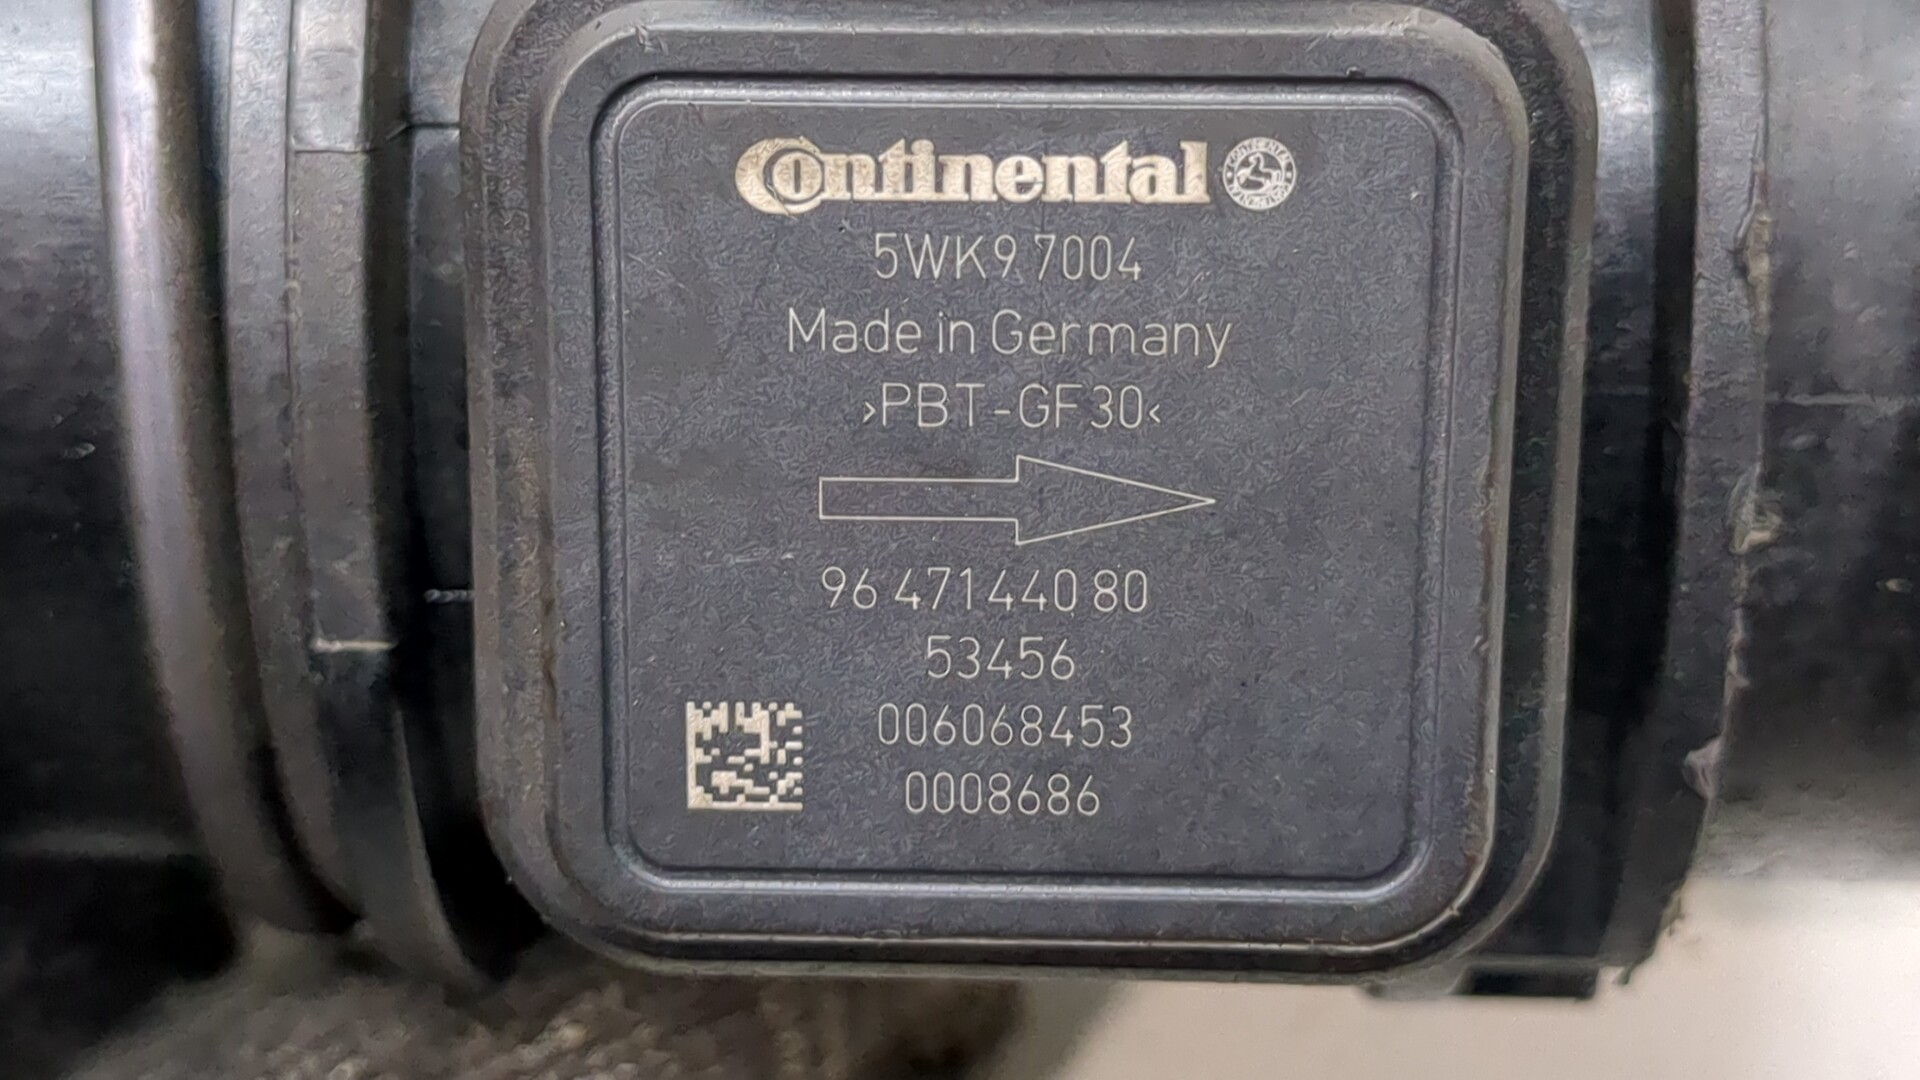 Continental
5WK9 7004
Made in Germany
>PBT-GF30<
96 471440 80
53456
006068453
0008686